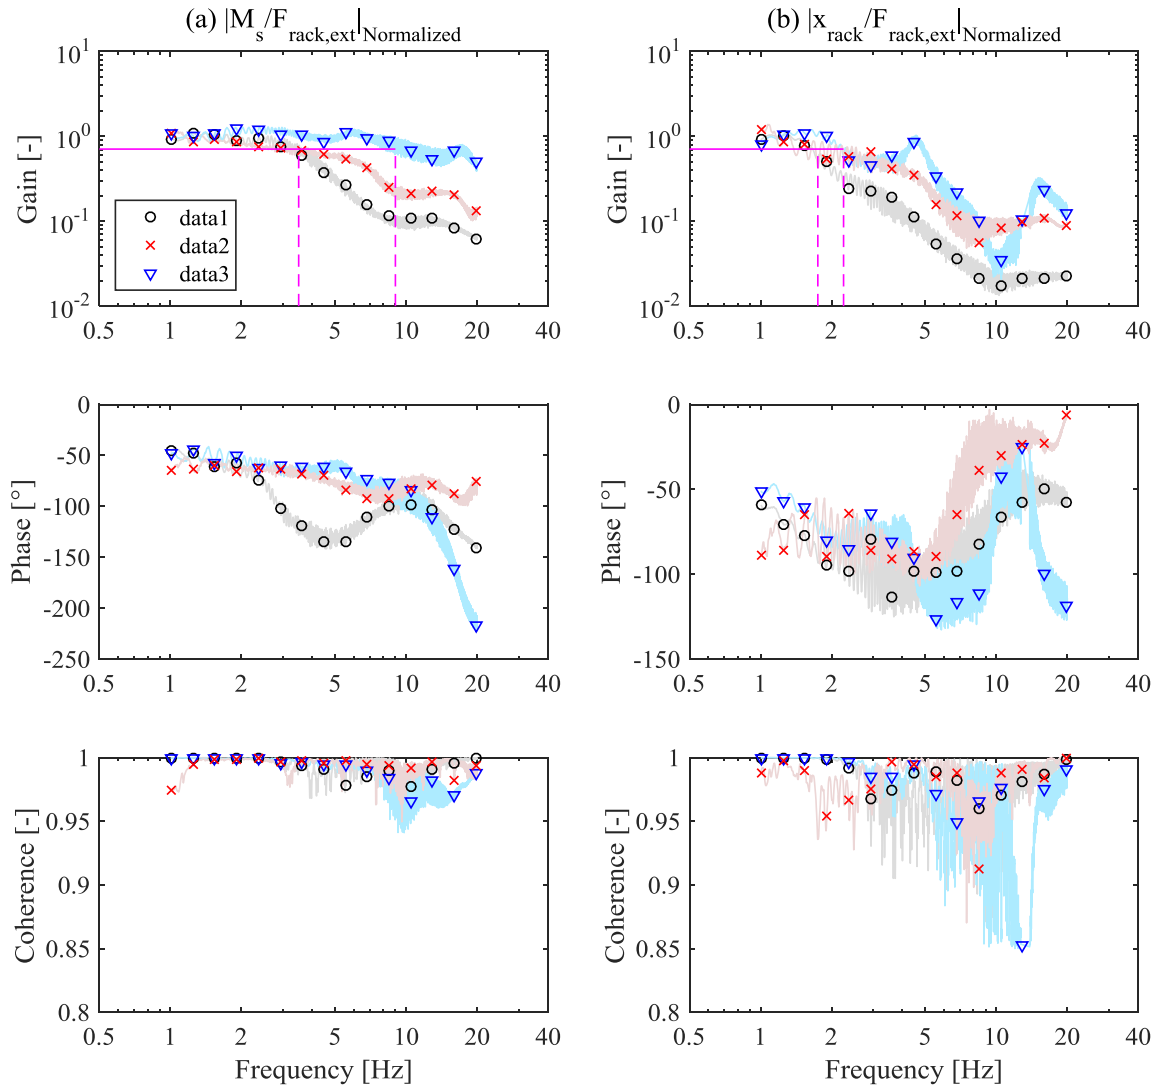 (a) |M_s/F_rack,ext|_Normalized
(b) |x_rack/F_rack,ext|_Normalized
Gain [-]
10^1
10^0
10^-1
10^-2
data1
data2
data3
0.5 1 2 5 10 20 40
Gain [-]
10^1
10^0
10^-1
10^-2
0.5 1 2 5 10 20 40
Phase [°]
0
-50
-100
-150
-200
-250
0.5 1 2 5 10 20 40
Phase [°]
0
-50
-100
-150
0.5 1 2 5 10 20 40
Coherence [-]
1
0.95
0.9
0.85
0.8
0.5 1 2 5 10 20 40
Frequency [Hz]
Coherence [-]
1
0.95
0.9
0.85
0.8
0.5 1 2 5 10 20 40
Frequency [Hz]